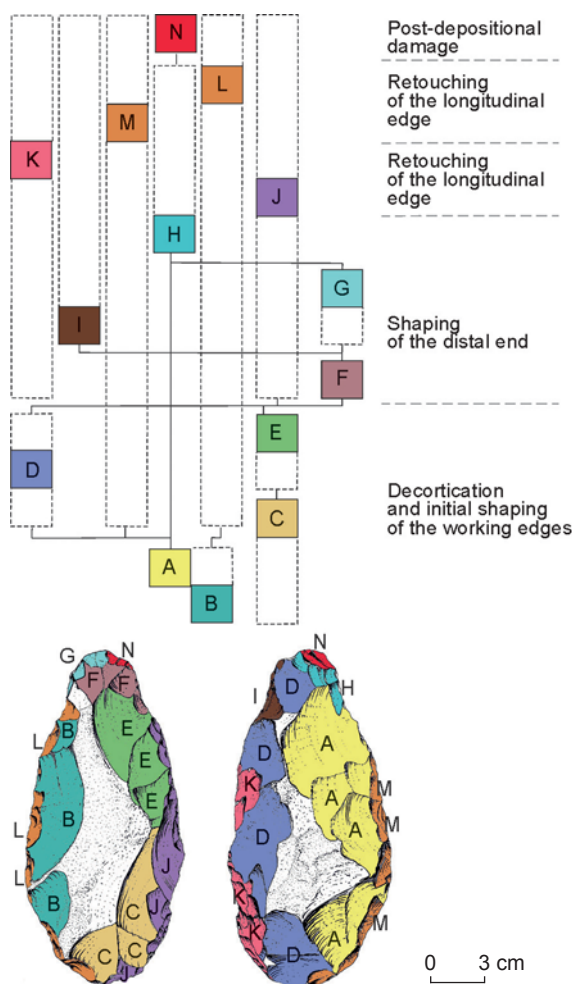 N
Post-depositional
damage
L
Retouching
of the longitudinal
edge
M
K
Retouching
of the longitudinal
edge
J
H
G
I
Shaping
of the distal end
F
E
D
Decortication
and initial shaping
of the working edges
C
A
B
G
N
F
F
B
E
E
E
L
B
L
L
B
J
C
J
C
C
J
N
I
D
H
A
D
K
A
M
A
M
D
K
K
A
M
D
0 3 cm